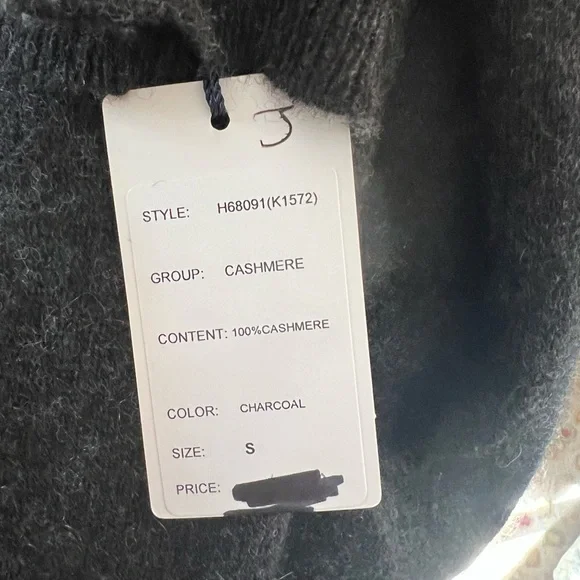 STYLE: H68091(K1572)
GROUP: CASHMERE
CONTENT: 100%CASHMERE
COLOR: CHARCOAL
SIZE: S
PRICE: